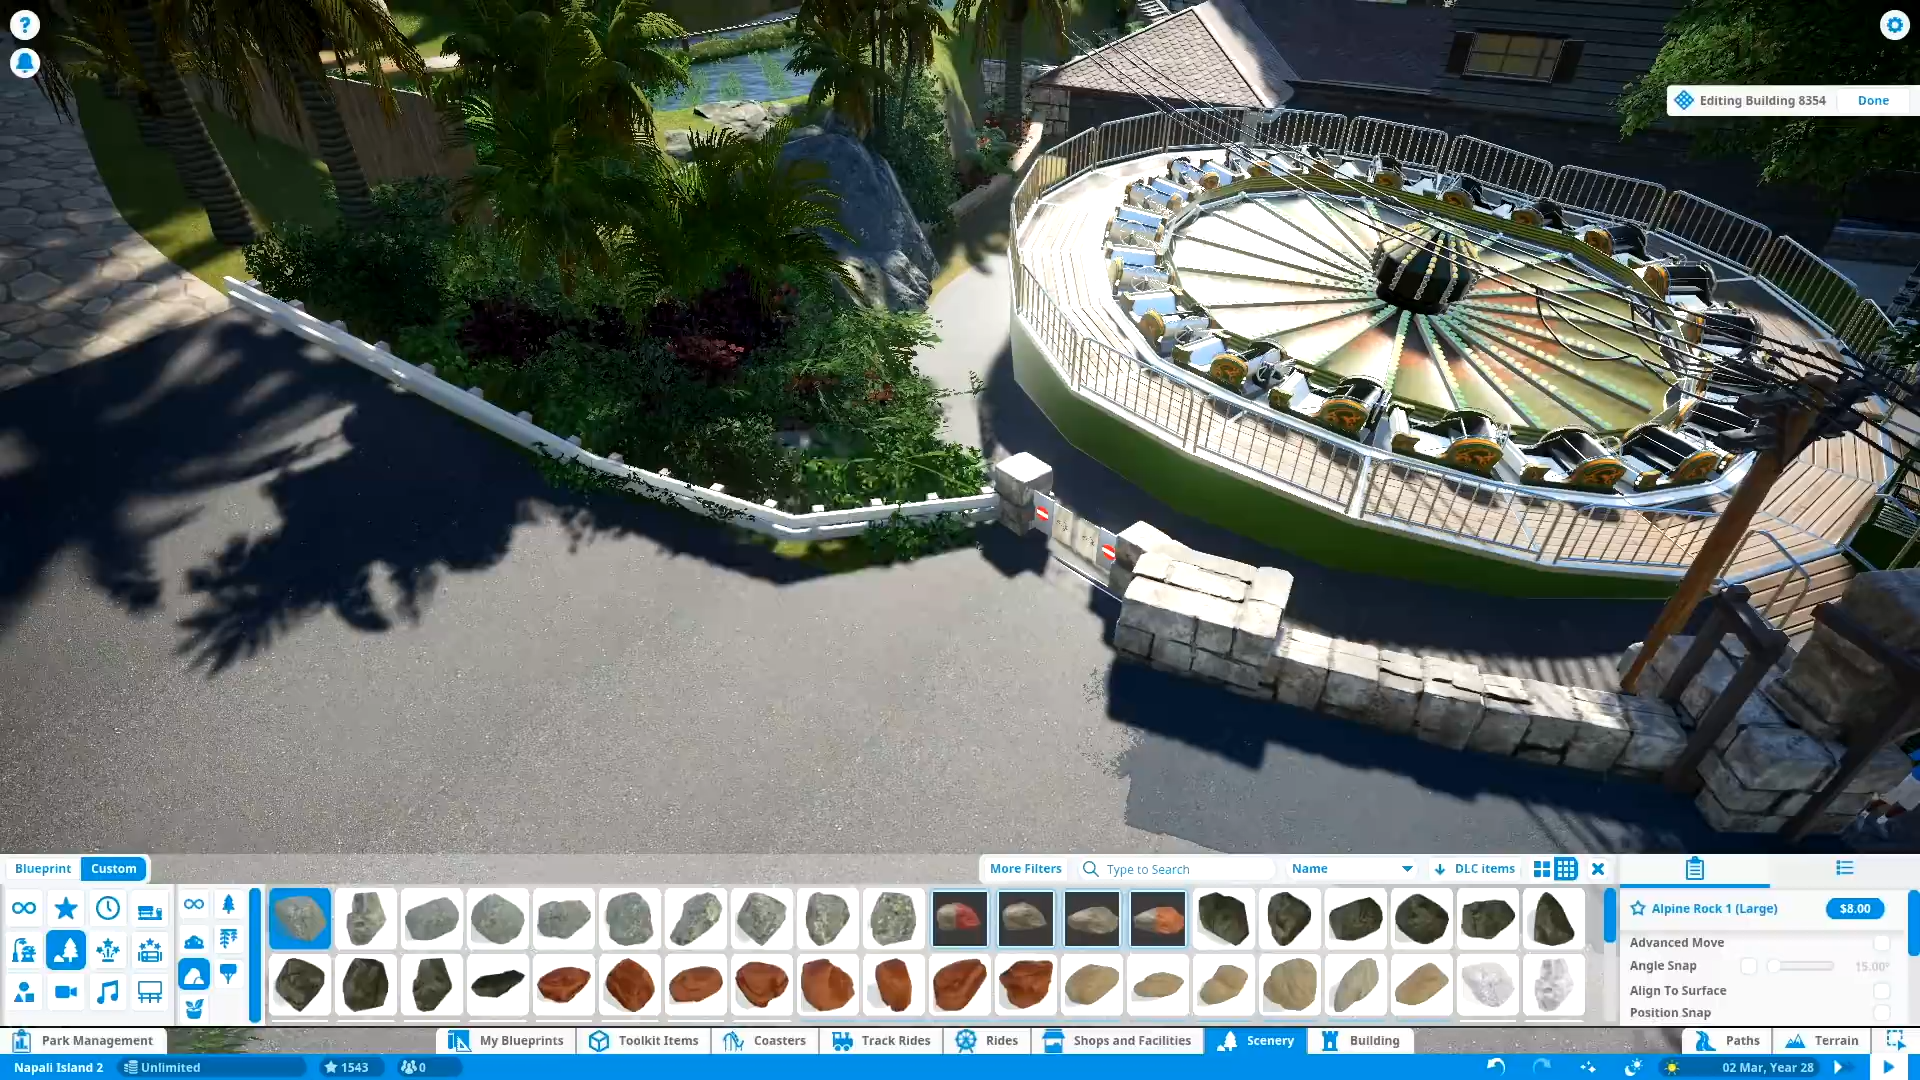 ?
Editing Building 8354
Done
Blueprint
Custom
More Filters
Type to Search
Name
DLC items
Alpine Rock 1 (Large)
$8.00
Advanced Move
Angle Snap
15.00°
Align To Surface
Position Snap
Park Management
My Blueprints
Toolkit Items
Coasters
Track Rides
Rides
Shops and Facilities
Scenery
Building
Paths
Terrain
Napali Island 2
Unlimited
1543
0
02 Mar, Year 28